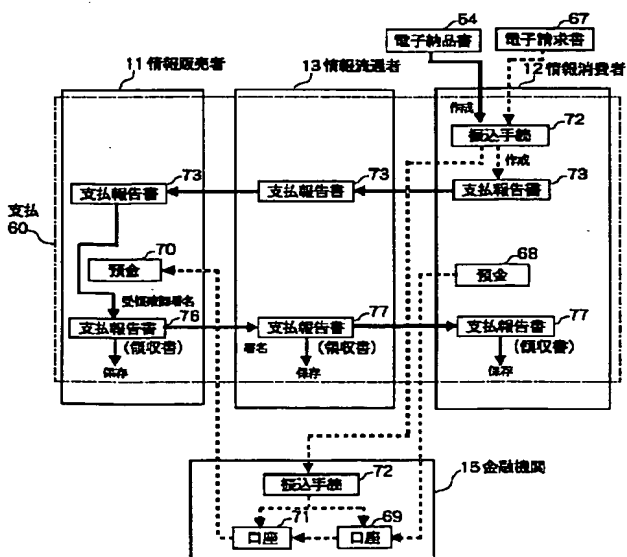 54
67
電子納品書
電子請求書
11 情報販売者
13 情報流通者
12 情報消費者
作成
振込手続
72
作成
73
支払報告書
73
支払報告書
73
支払報告書
支払
60
70
預金
68
預金
受領確認署名
支払報告書
76
(領収書)
保存
署名
支払報告書
77
(領収書)
保存
支払報告書
77
(領収書)
保存
振込手続
72
15 金融機関
口座
71
口座
69